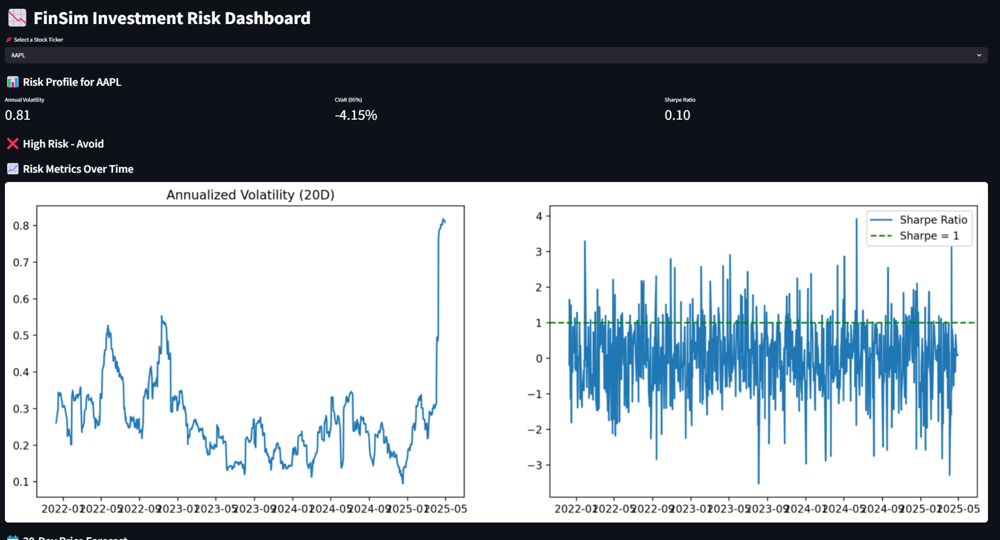 FinSim Investment Risk Dashboard
Select a Stock Ticker
AAPL
Risk Profile for AAPL
Annual Volatility
0.81
CVaR (95%)
-4.15%
Sharpe Ratio
0.10
High Risk - Avoid
Risk Metrics Over Time
Annualized Volatility (20D)
0.8
0.7
0.6
0.5
0.4
0.3
0.2
0.1
2022-01 2022-05 2022-09 2023-01 2023-05 2023-09 2024-01 2024-05 2024-09 2025-01 2025-05
Sharpe Ratio
Sharpe = 1
4
3
2
1
0
−1
−2
−3
2022-01 2022-05 2022-09 2023-01 2023-05 2023-09 2024-01 2024-05 2024-09 2025-01 2025-05
30-Day Price Forecast